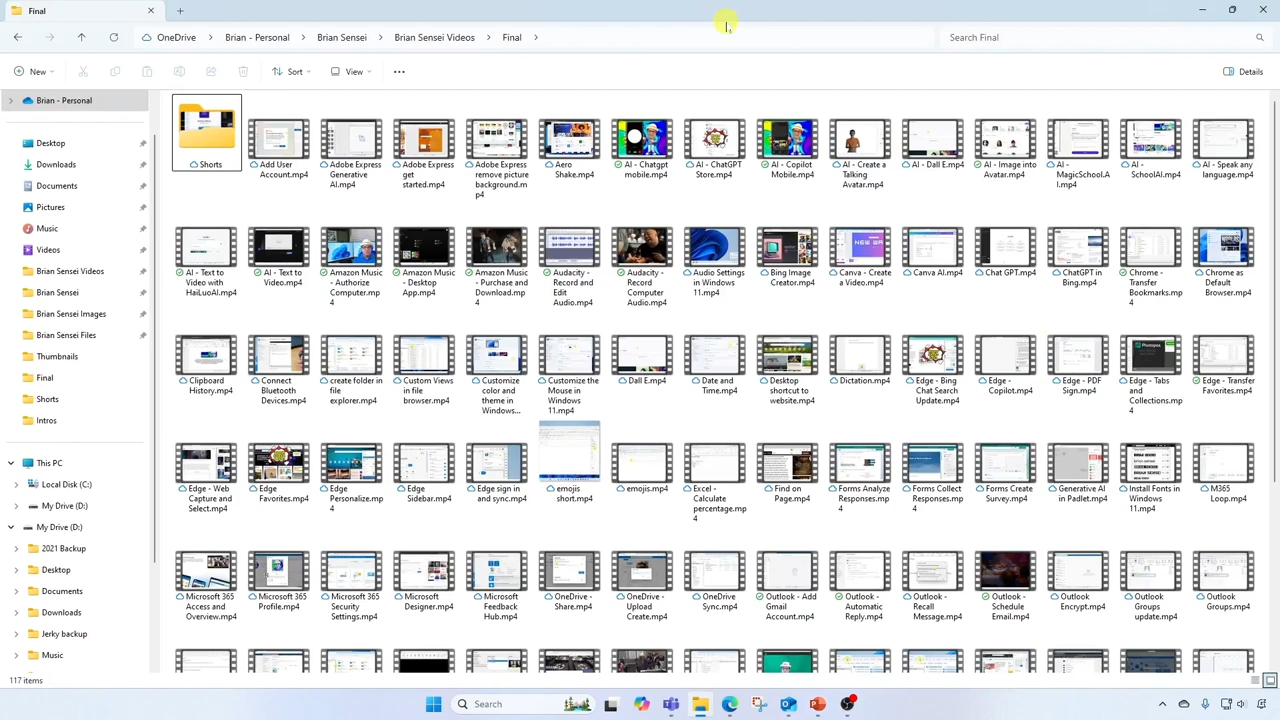 Final
OneDrive
Brian - Personal
Brian Sensei
Brian Sensei Videos
Final
Search Final
New
Sort
View
Details
Brian - Personal
Desktop
Downloads
Documents
Pictures
Music
Videos
Brian Sensei Videos
Brian Sensei
Brian Sensei Images
Brian Sensei Files
Thumbnails
Final
Shorts
Intros
This PC
Local Disk (C:)
My Drive (D:)
My Drive (D:)
2021 Backup
Desktop
Documents
Downloads
Jerky backup
Music
Shorts
Add User
Account.mp4
Adobe Express
Generative
AI.mp4
Adobe Express
get
started.mp4
Adobe Express
remove picture
background.m
p4
Aero
Shake.mp4
AI - Chatgpt
mobile.mp4
AI - ChatGPT
Store.mp4
AI - Copilot
Mobile.mp4
AI - Create a
Talking
Avatar.mp4
AI - Dall E.mp4
AI - Image into
Avatar.mp4
AI -
MagicSchool.A
I.mp4
AI -
SchoolAI.mp4
AI - Speak any
language.mp4
AI - Text to
Video with
HaiLuoAI.mp4
AI - Text to
Video.mp4
Amazon Music
- Authorize
Computer.mp
4
Amazon Music
- Desktop
App.mp4
Amazon Music
- Purchase and
Download.mp
4
Audacity -
Record and
Edit
Audio.mp4
Audacity -
Record
Computer
Audio.mp4
Audio Settings
in Windows
11.mp4
Bing Image
Creator.mp4
Canva - Create
a Video.mp4
Canva AI.mp4
Chat GPT.mp4
ChatGPT in
Bing.mp4
Chrome -
Transfer
Bookmarks.mp
4
Chrome as
Default
Browser.mp4
Clipboard
History.mp4
Connect
Bluetooth
Devices.mp4
create folder in
file
explorer.mp4
Custom Views
in file
browser.mp4
Customize
color and
theme in
Windows...
Customize the
Mouse in
Windows
11.mp4
Dall E.mp4
Date and
Time.mp4
Desktop
shortcut to
website.mp4
Dictation.mp4
Edge - Bing
Chat Search
Update.mp4
Edge -
Copilot.mp4
Edge - PDF
Sign.mp4
Edge - Tabs
and
Collections.mp
4
Edge - Transfer
Favorites.mp4
Edge - Web
Capture and
Select.mp4
Edge
Favorites.mp4
Edge
Personalize.mp
4
Edge
Sidebar.mp4
Edge sign in
and sync.mp4
emojis
short.mp4
emojis.mp4
Excel -
Calculate
percentage.mp
4
Find on
Page.mp4
Forms Analyze
Responses.mp
4
Forms Collect
Responses.mp
4
Forms Create
Survey.mp4
Generative AI
in Padlet.mp4
Install Fonts in
Windows
11.mp4
M365
Loop.mp4
Microsoft 365
Access and
Overview.mp4
Microsoft 365
Profile.mp4
Microsoft 365
Security
Settings.mp4
Microsoft
Designer.mp4
Microsoft
Feedback
Hub.mp4
OneDrive -
Share.mp4
OneDrive -
Upload
Create.mp4
OneDrive
Sync.mp4
Outlook - Add
Gmail
Account.mp4
Outlook -
Automatic
Reply.mp4
Outlook -
Recall
Message.mp4
Outlook -
Schedule
Email.mp4
Outlook
Encrypt.mp4
Outlook
Groups
update.mp4
Outlook
Groups.mp4
117 items
Search